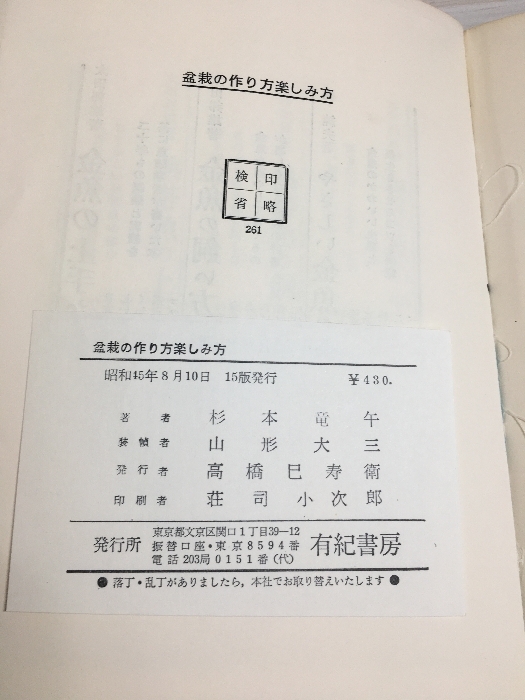 盆栽の作り方楽しみ方
検印
省略
261
盆栽の作り方楽しみ方
昭和45年8月10日 15版発行 ¥430.
著者 杉本竜午
装幀者 山形大三
発行者 高橋巳寿衛
印刷者 荘司小次郎
発行所 東京都文京区関口1丁目39—12
振替口座・東京8594番 有紀書房
電話 203局0151番(代)
● 落丁・乱丁がありましたら，本社でお取り替えいたします ●